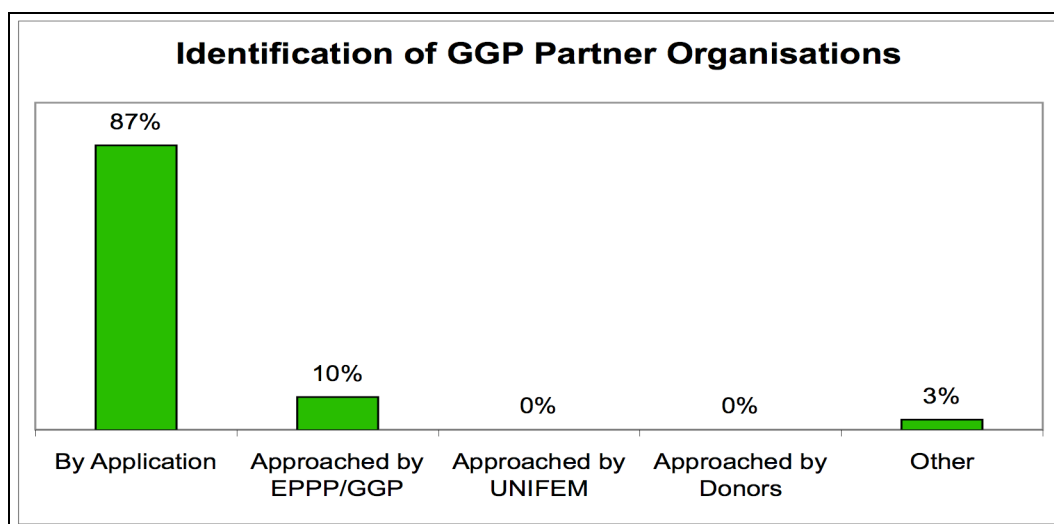 Identification of GGP Partner Organisations
87%
10%
0%
0%
3%
By Application
Approached by
EPPP/GGP
Approached by
UNIFEM
Approached by
Donors
Other